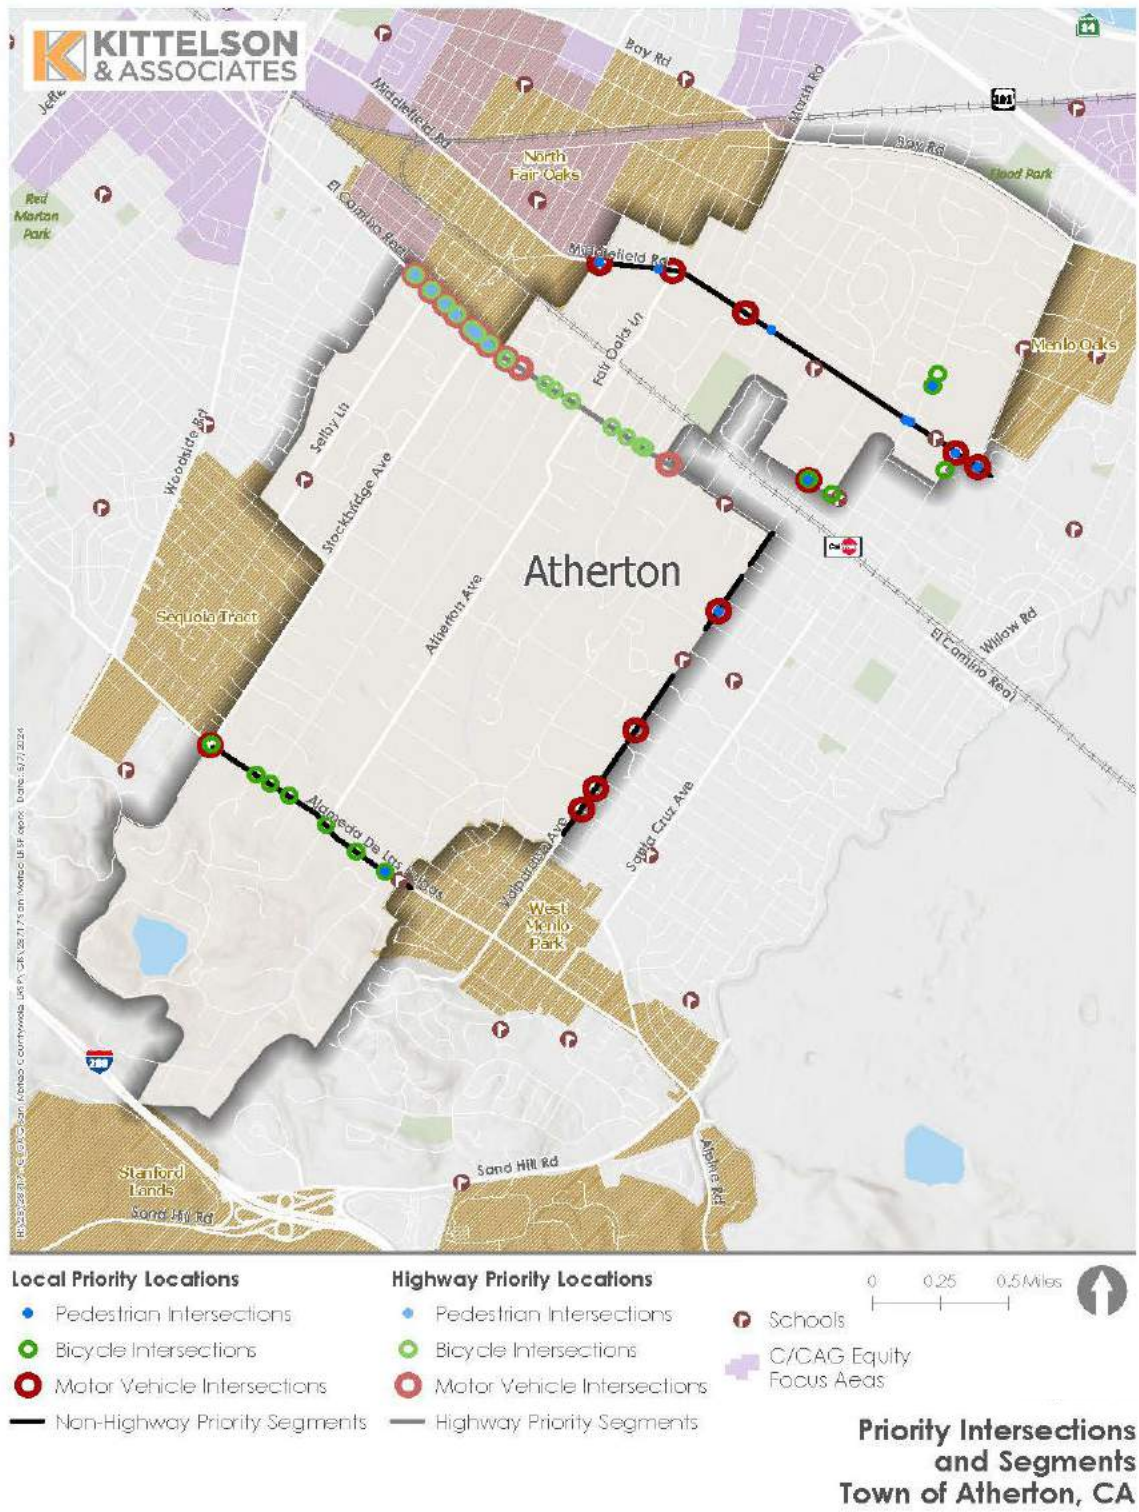 KITTELSON
& ASSOCIATES
Bay Rd
Marsh Rd
Middlefield Rd
101
84
Bay Rd
North
Fair Oaks
Flood Park
Red
Morton
Park
El Camino Real
Middlefield Rd
Menlo Oaks
Fair Oaks Ln
Selby Ln
Woodside Rd
Stockbridge Ave
Atherton
Atherton Ave
Sequoia Tract
Willow Rd
El Camino Real
Alameda De Las Pulgas
Santa Cruz Ave
Valparaiso Ave
West
Menlo
Park
280
Sand Hill Rd
Alpine Rd
Stanford
Lands
Sand Hill Rd
Local Priority Locations
Pedestrian Intersections
Bicycle Intersections
Motor Vehicle Intersections
Non-Highway Priority Segments
Highway Priority Locations
Pedestrian Intersections
Bicycle Intersections
Motor Vehicle Intersections
Highway Priority Segments
0 0.25 0.5 Miles
Schools
C/CAG Equity
Focus Aeas
Priority Intersections
and Segments
Town of Atherton, CA